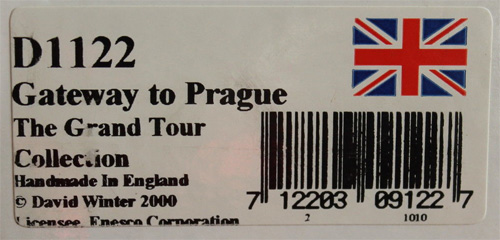 D1122
Gateway to Prague
The Grand Tour
Collection
Handmade In England
© David Winter 2000
Licensee, Enesco Corporation
7 12203 09122 7
2 1010